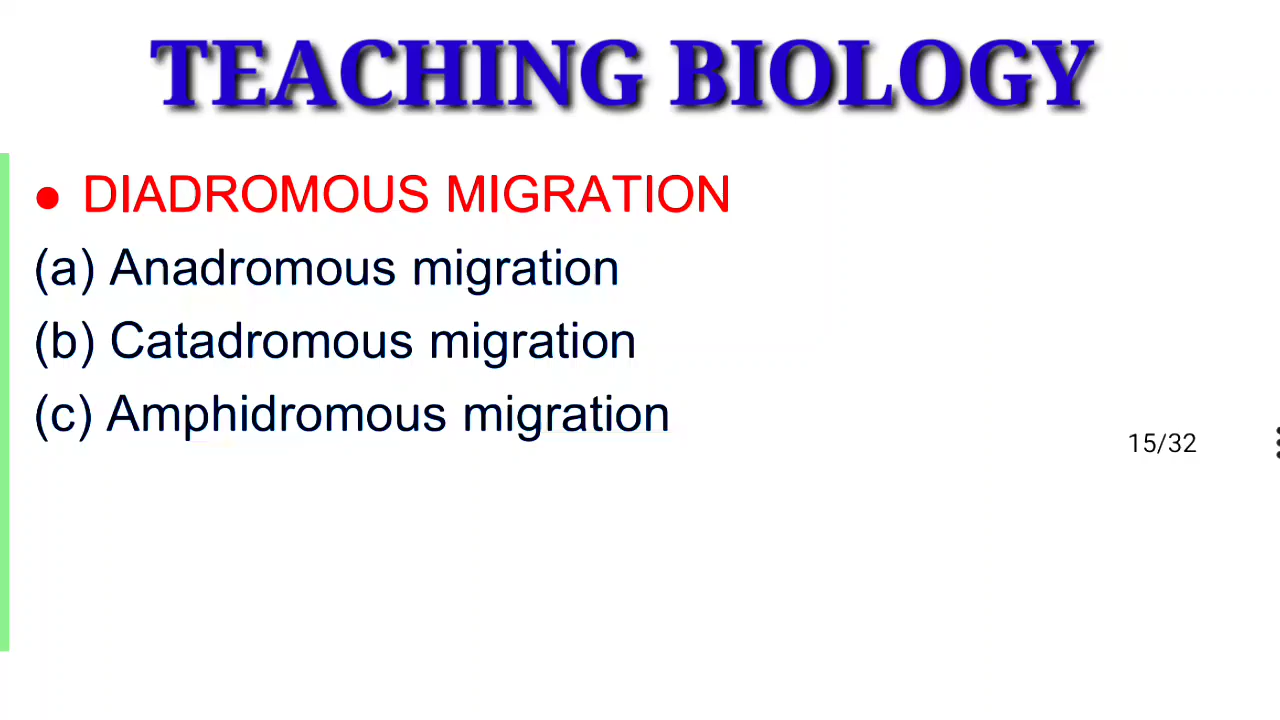 TEACHING BIOLOGY
● DIADROMOUS MIGRATION
(a) Anadromous migration
(b) Catadromous migration
(c) Amphidromous migration
15/32